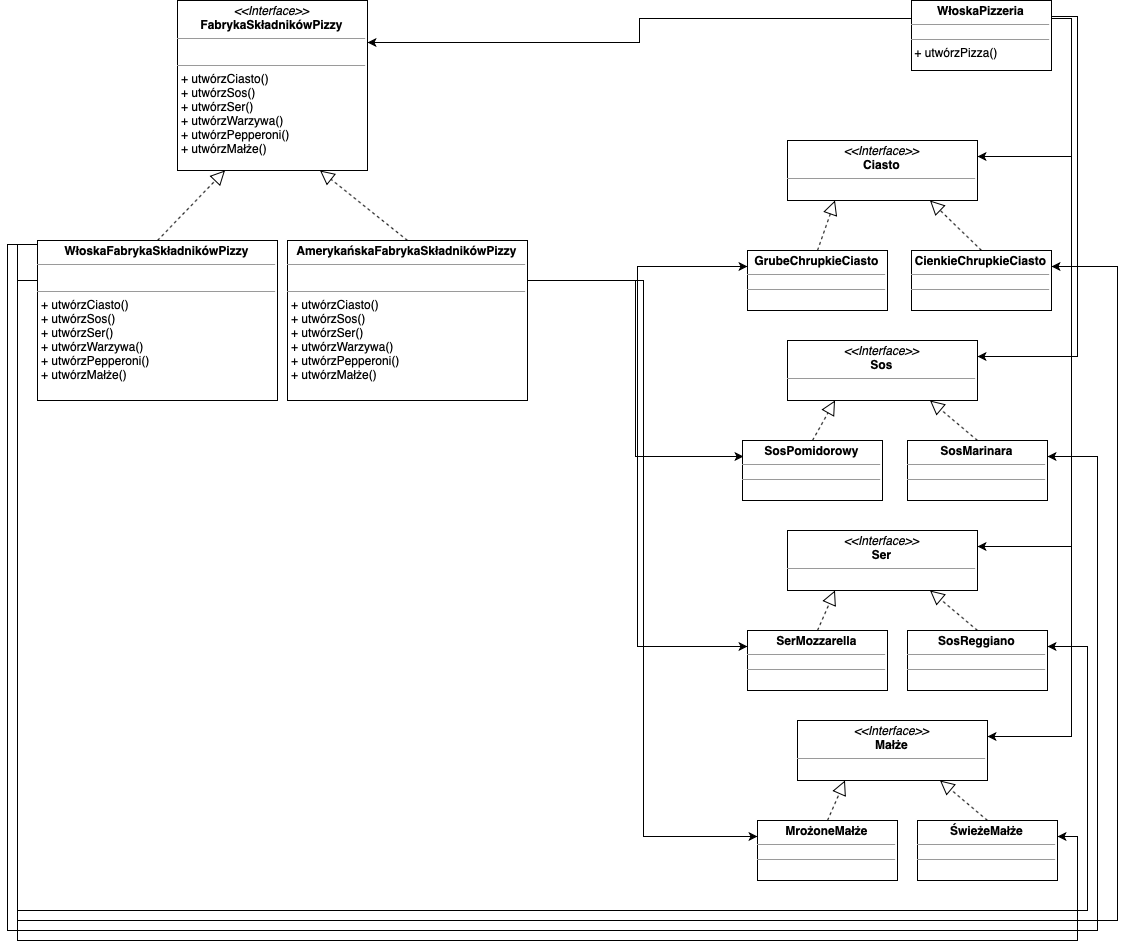 <<Interface>>
FabrykaSkładnikówPizzy
+ utwórzCiasto()
+ utwórzSos()
+ utwórzSer()
+ utwórzWarzywa()
+ utwórzPepperoni()
+ utwórzMałże()
WłoskaPizzeria
+ utwórzPizza()
<<Interface>>
Ciasto
WłoskaFabrykaSkładnikówPizzy
+ utwórzCiasto()
+ utwórzSos()
+ utwórzSer()
+ utwórzWarzywa()
+ utwórzPepperoni()
+ utwórzMałże()
AmerykańskaFabrykaSkładnikówPizzy
+ utwórzCiasto()
+ utwórzSos()
+ utwórzSer()
+ utwórzWarzywa()
+ utwórzPepperoni()
+ utwórzMałże()
GrubeChrupkieCiasto
CienkieChrupkieCiasto
<<Interface>>
Sos
SosPomidorowy
SosMarinara
<<Interface>>
Ser
SerMozzarella
SosReggiano
<<Interface>>
Małże
MrożoneMałże
ŚwieżeMałże